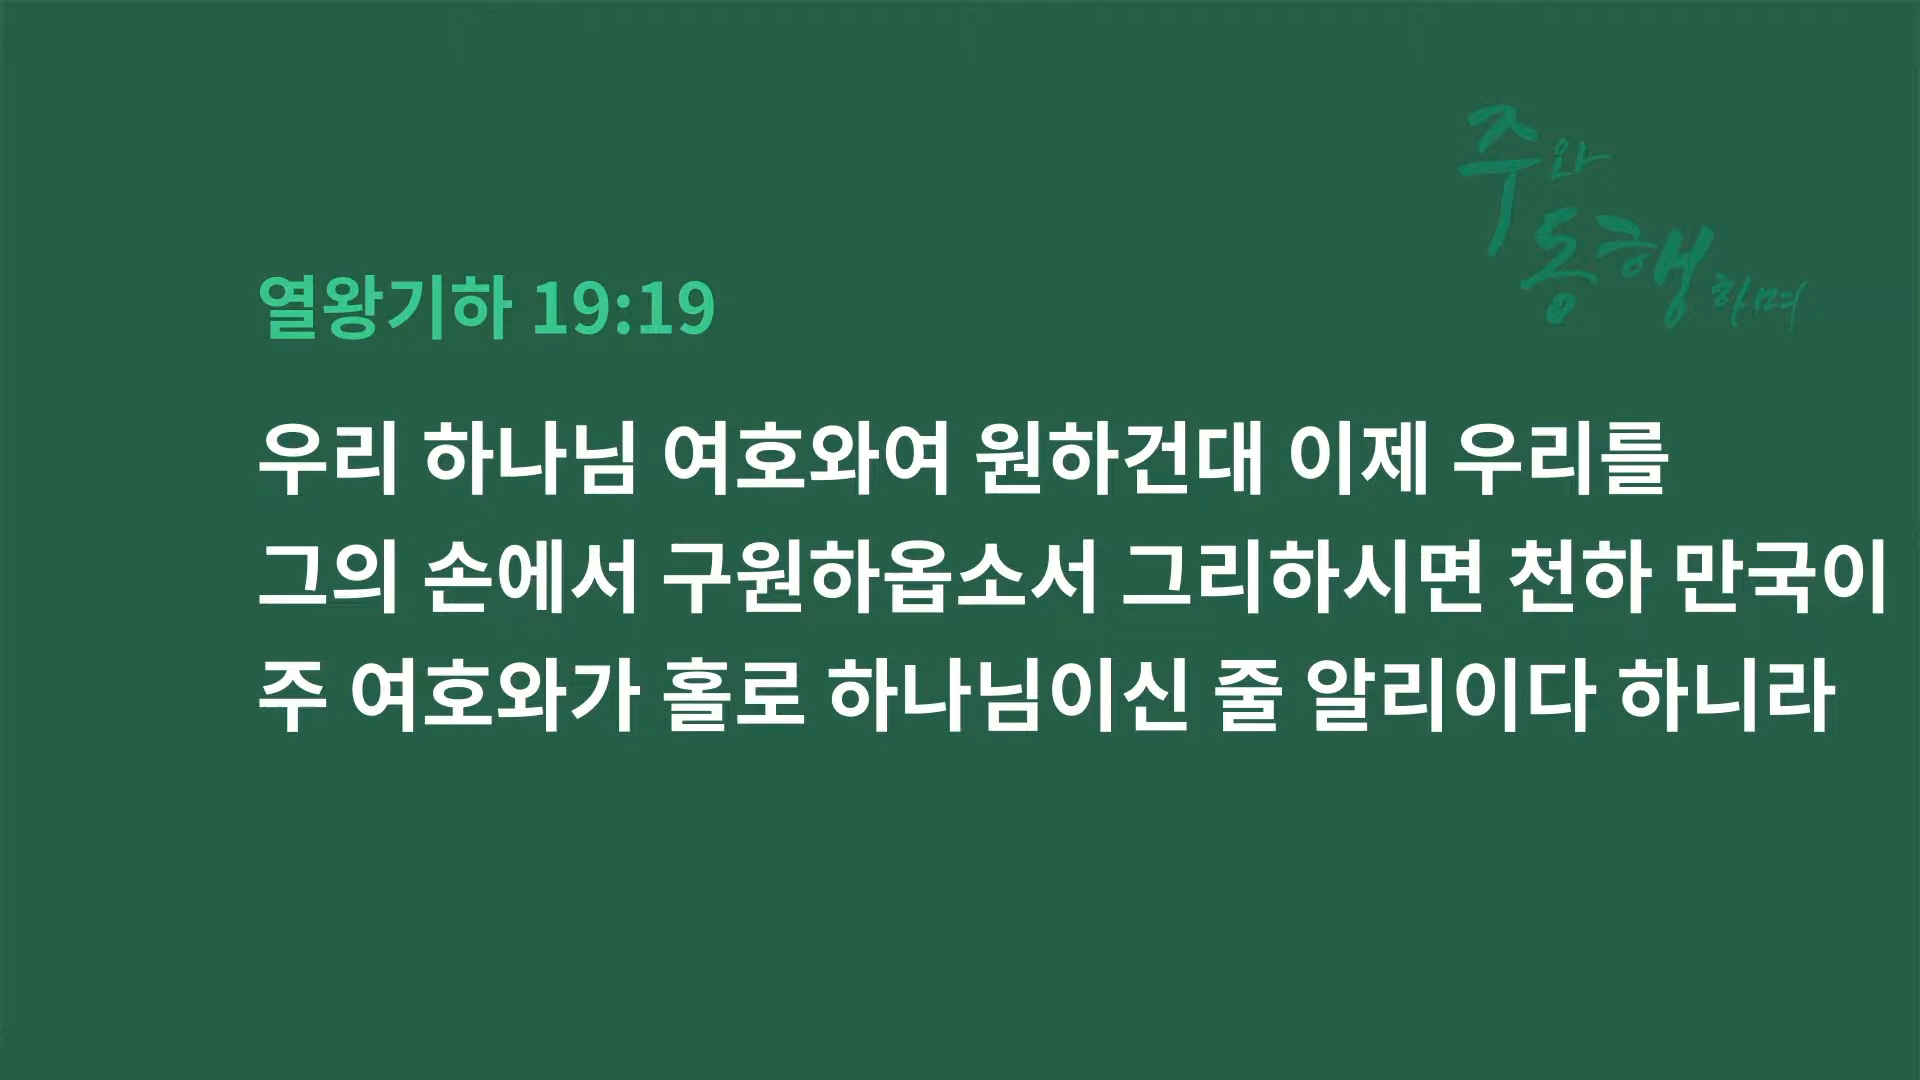 주와
동행하며
열왕기하 19:19
우리 하나님 여호와여 원하건대 이제 우리를
그의 손에서 구원하옵소서 그리하시면 천하 만국이
주 여호와가 홀로 하나님이신 줄 알리이다 하니라